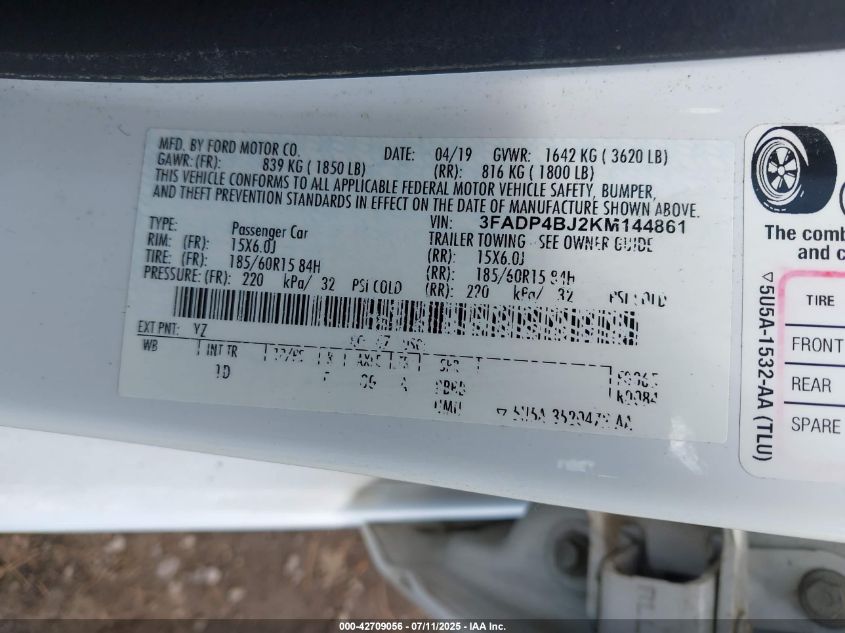 MFD. BY FORD MOTOR CO. DATE: 04/19 GVWR: 1642 KG ( 3620 LB)
GAWR: (FR): 839 KG ( 1850 LB) (RR): 816 KG ( 1800 LB)
THIS VEHICLE CONFORMS TO ALL APPLICABLE FEDERAL MOTOR VEHICLE SAFETY, BUMPER,
AND THEFT PREVENTION STANDARDS IN EFFECT ON THE DATE OF MANUFACTURE SHOWN ABOVE.
VIN: 3FADP4BJ2KM144861
TYPE: Passenger Car TRAILER TOWING - SEE OWNER GUIDE
RIM: (FR): 15X6.0J (RR): 15X6.0J
TIRE: (FR): 185/60R15 84H (RR): 185/60R15 84H
PRESSURE: (FR): 220 kPa/ 32 PSI COLD (RR): 220 kPa/ 32 PSI COLD
EXT PNT: YZ
WB INT TR
The comb
and c
TIRE
FRONT
REAR
SPARE
▽5U5A-1532-AA (TLU)
000-42709056 - 07/11/2025 - IAA Inc.